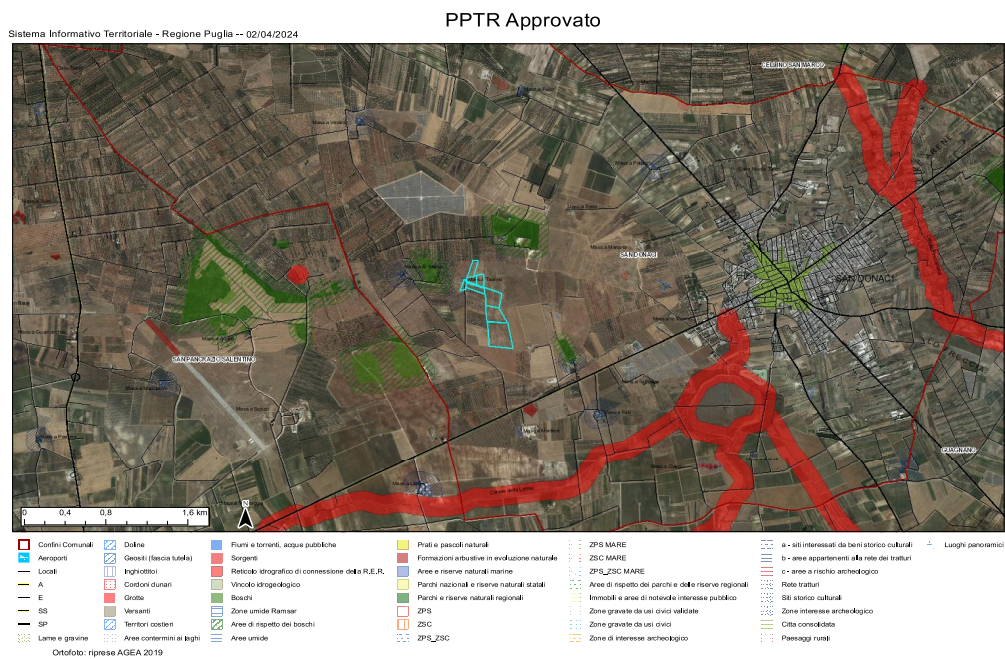 PPTR Approvato
Sistema Informativo Territoriale - Regione Puglia -- 02/04/2024
CELLINO SAN MARCO
SAN DONACI
SAN DONACI
SAN PANCRAZIO SALENTINO
GUAGNANO
N
0 0,4 0,8 1,6 km
Confini Comunali
Aeroporti
Locali
A
E
SS
SP
Lame e gravine
Doline
Geositi (fascia tutela)
Inghiottitoi
Cordoni dunari
Grotte
Versanti
Territori costieri
Aree contermini ai laghi
Fiumi e torrenti, acque pubbliche
Sorgenti
Reticolo idrografico di connessione della R.E.R.
Vincolo idrogeologico
Boschi
Zone umide Ramsar
Aree di rispetto dei boschi
Aree umide
Prati e pascoli naturali
Formazioni arbustive in evoluzione naturale
Aree e riserve naturali marine
Parchi nazionali e riserve naturali statali
Parchi e riserve naturali regionali
ZPS
ZSC
ZPS_ZSC
ZPS MARE
ZSC MARE
ZPS_ZSC MARE
Aree di rispetto dei parchi e delle riserve regionali
Immobili e aree di notevole interesse pubblico
Zone gravate da usi civici validate
Zone gravate da usi civici
Zone di interesse archeologico
a - siti interessati da beni storico culturali
b - aree appartenenti alla rete dei tratturi
c - aree a rischio archeologico
Rete tratturi
Siti storico culturali
Zone interesse archeologico
Citta consolidata
Paesaggi rurali
Luoghi panoramici
Ortofoto: riprese AGEA 2019